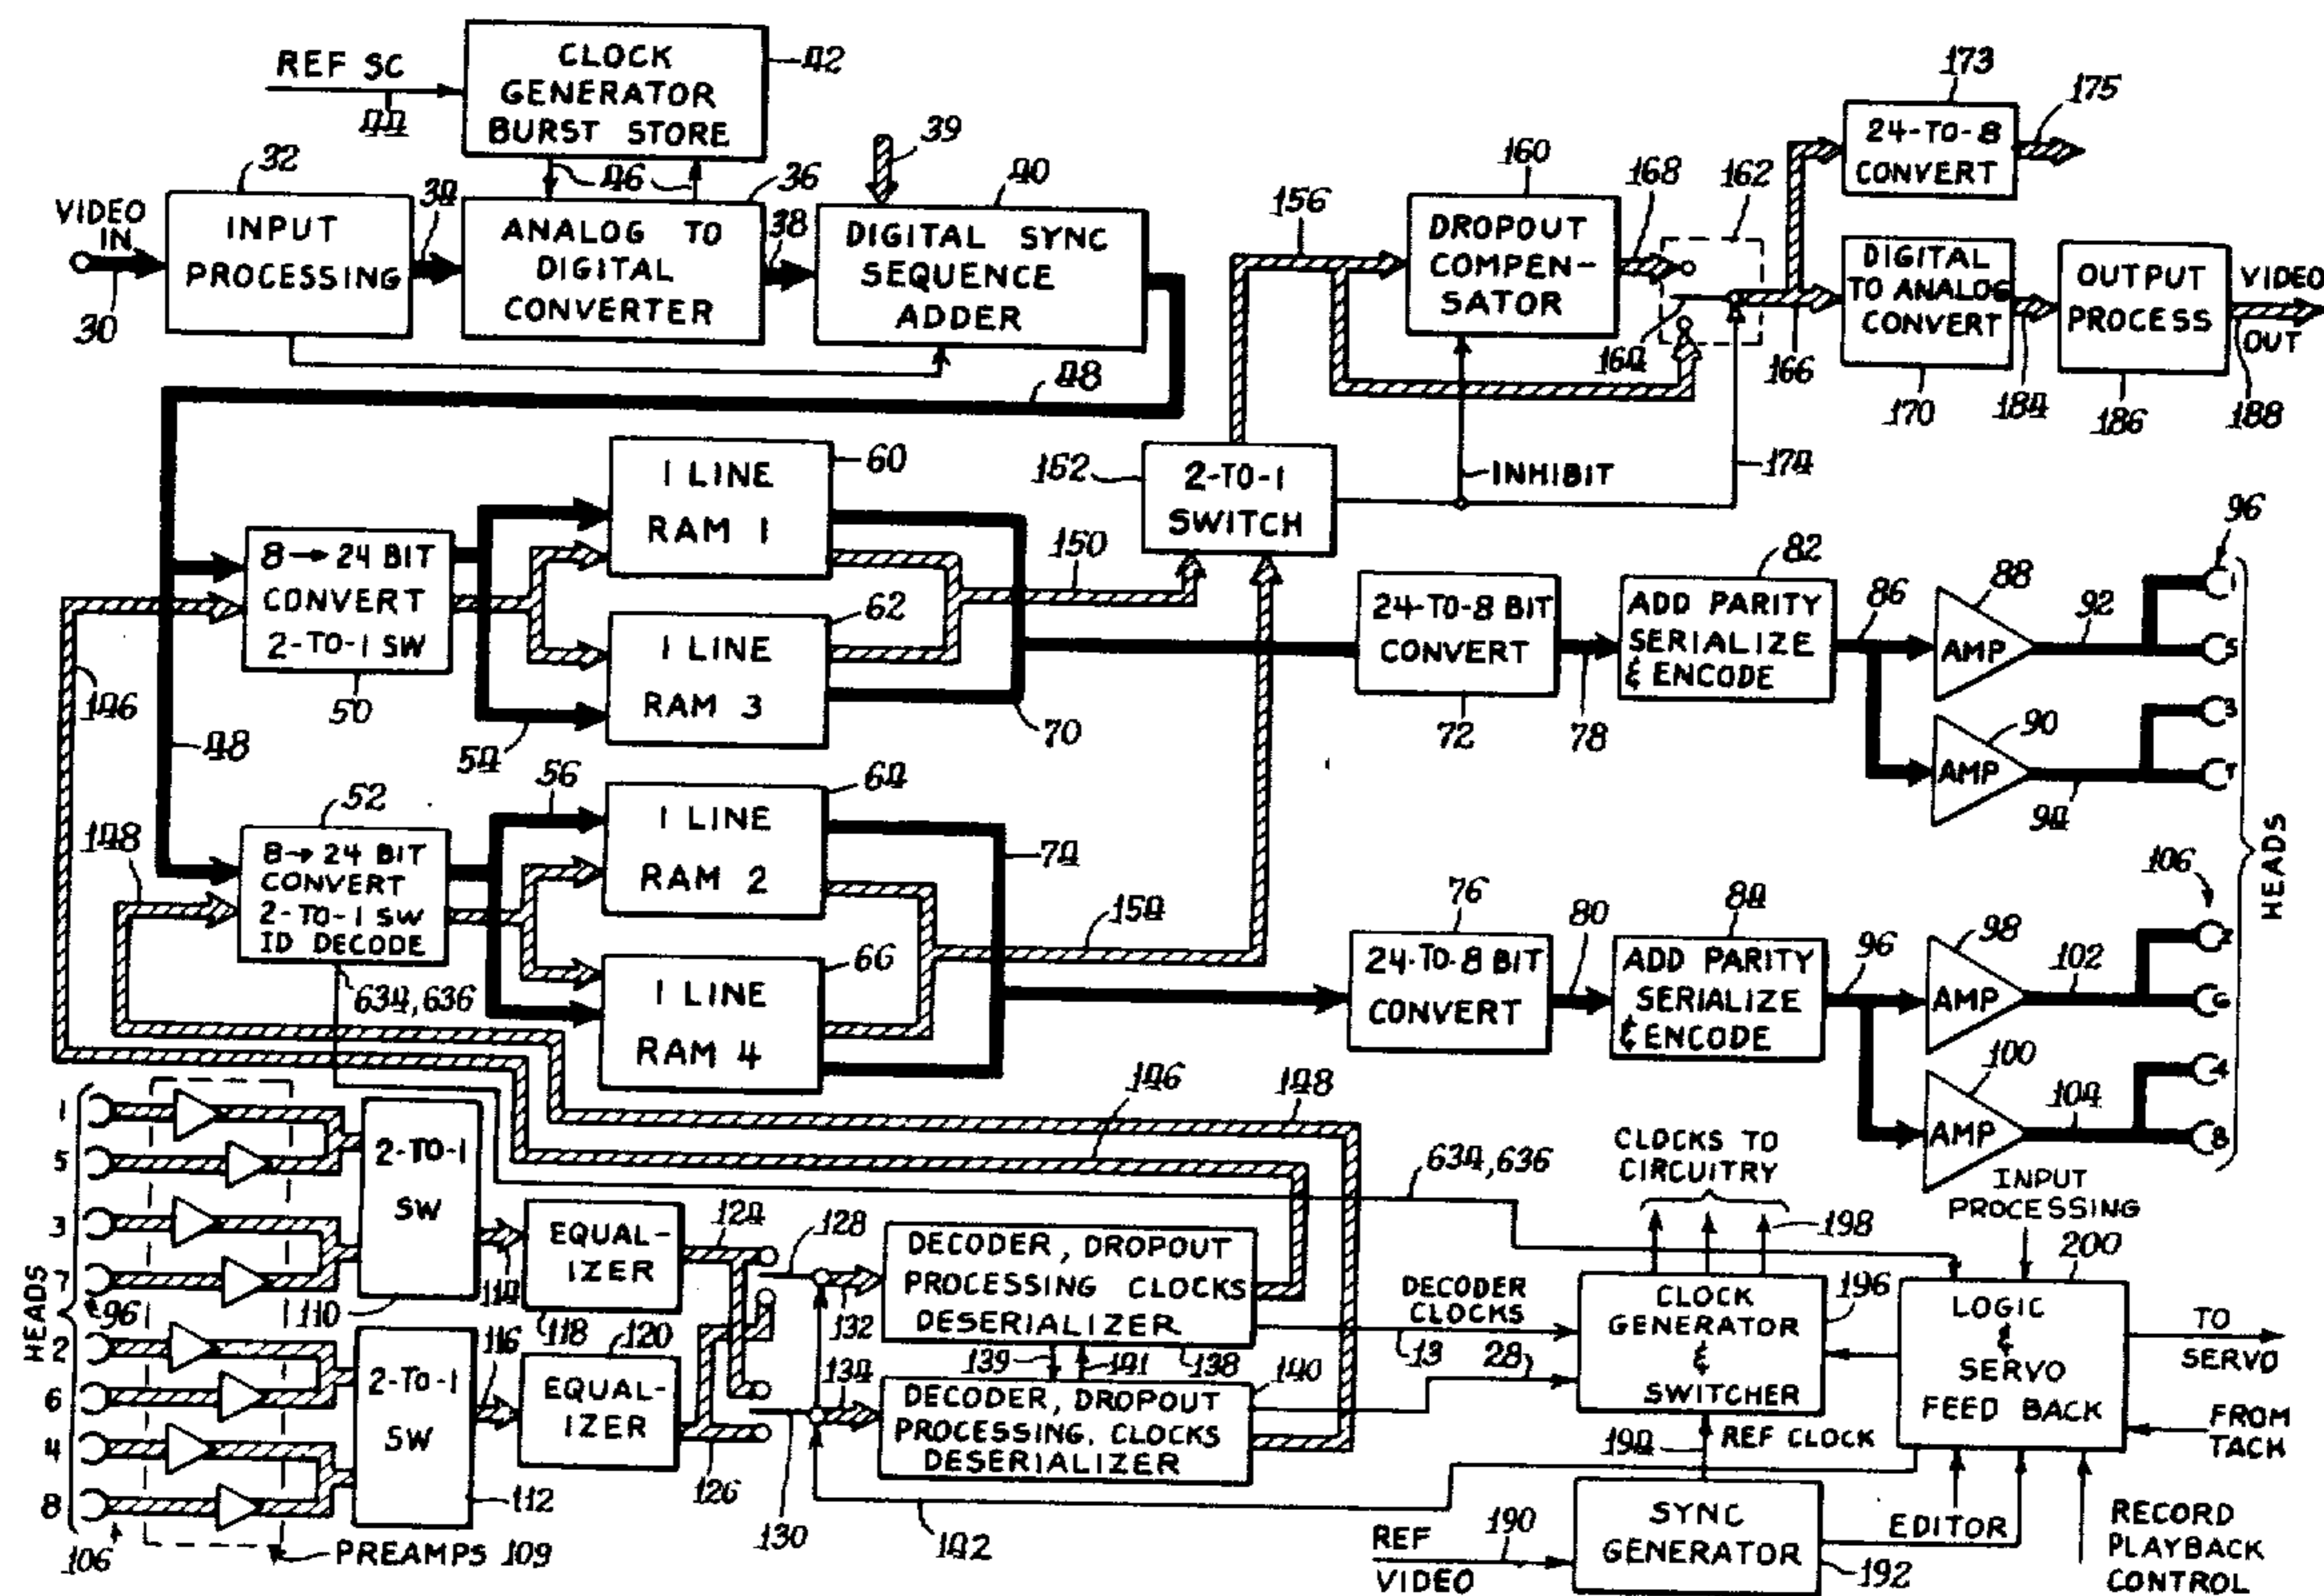 REF SC
44
CLOCK
GENERATOR
BURST STORE
42
46
39
VIDEO
IN
30
32
INPUT
PROCESSING
34
36
ANALOG TO
DIGITAL
CONVERTER
38
40
DIGITAL SYNC
SEQUENCE
ADDER
48
156
160
DROPOUT
COMPEN-
SATOR
168
162
164
166
173
24-TO-8
CONVERT
175
DIGITAL
TO ANALOG
CONVERT
170
184
OUTPUT
PROCESS
186
VIDEO
OUT
188
152
2-TO-1
SWITCH
INHIBIT
174
8→24 BIT
CONVERT
2-TO-1 SW
50
146
48
54
1 LINE
RAM 1
60
1 LINE
RAM 3
62
150
70
24-TO-8 BIT
CONVERT
72
78
82
ADD PARITY
SERIALIZE
& ENCODE
86
88
AMP
92
90
AMP
94
96
1
5
3
7
HEADS
52
148
8→24 BIT
CONVERT
2-TO-1 SW
ID DECODE
634,636
56
1 LINE
RAM 2
64
1 LINE
RAM 4
66
74
154
76
24-TO-8 BIT
CONVERT
80
84
ADD PARITY
SERIALIZE
& ENCODE
96
98
AMP
102
100
AMP
104
106
2
6
4
8
HEADS
1
5
3
7
96
2
6
4
8
106
PREAMPS 109
2-TO-1
SW
110
2-TO-1
SW
112
114
116
EQUAL-
IZER
118
120
EQUAL-
IZER
124
126
128
130
132
134
146
148
DECODER, DROPOUT
PROCESSING CLOCKS
DESERIALIZER
138
139
141
140
DECODER, DROPOUT
PROCESSING. CLOCKS
DESERIALIZER
142
634,636
CLOCKS TO
CIRCUITRY
198
DECODER
CLOCKS
13
28
CLOCK
GENERATOR
&
SWITCHER
196
INPUT
PROCESSING
200
LOGIC
&
SERVO
FEED BACK
TO
SERVO
FROM
TACH
194
REF CLOCK
REF
VIDEO
190
SYNC
GENERATOR
192
EDITOR
RECORD
PLAYBACK
CONTROL